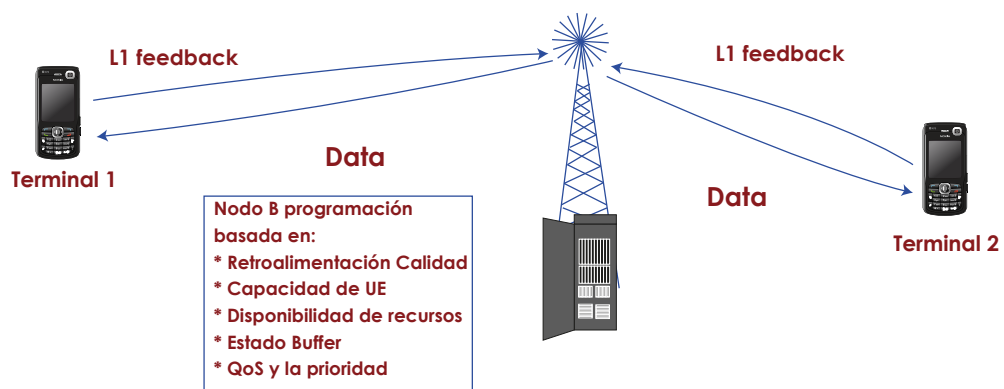 L1 feedback
L1 feedback
Terminal 1
Data
Data
Terminal 2
Nodo B programación
basada en:
* Retroalimentación Calidad
* Capacidad de UE
* Disponibilidad de recursos
* Estado Buffer
* QoS y la prioridad